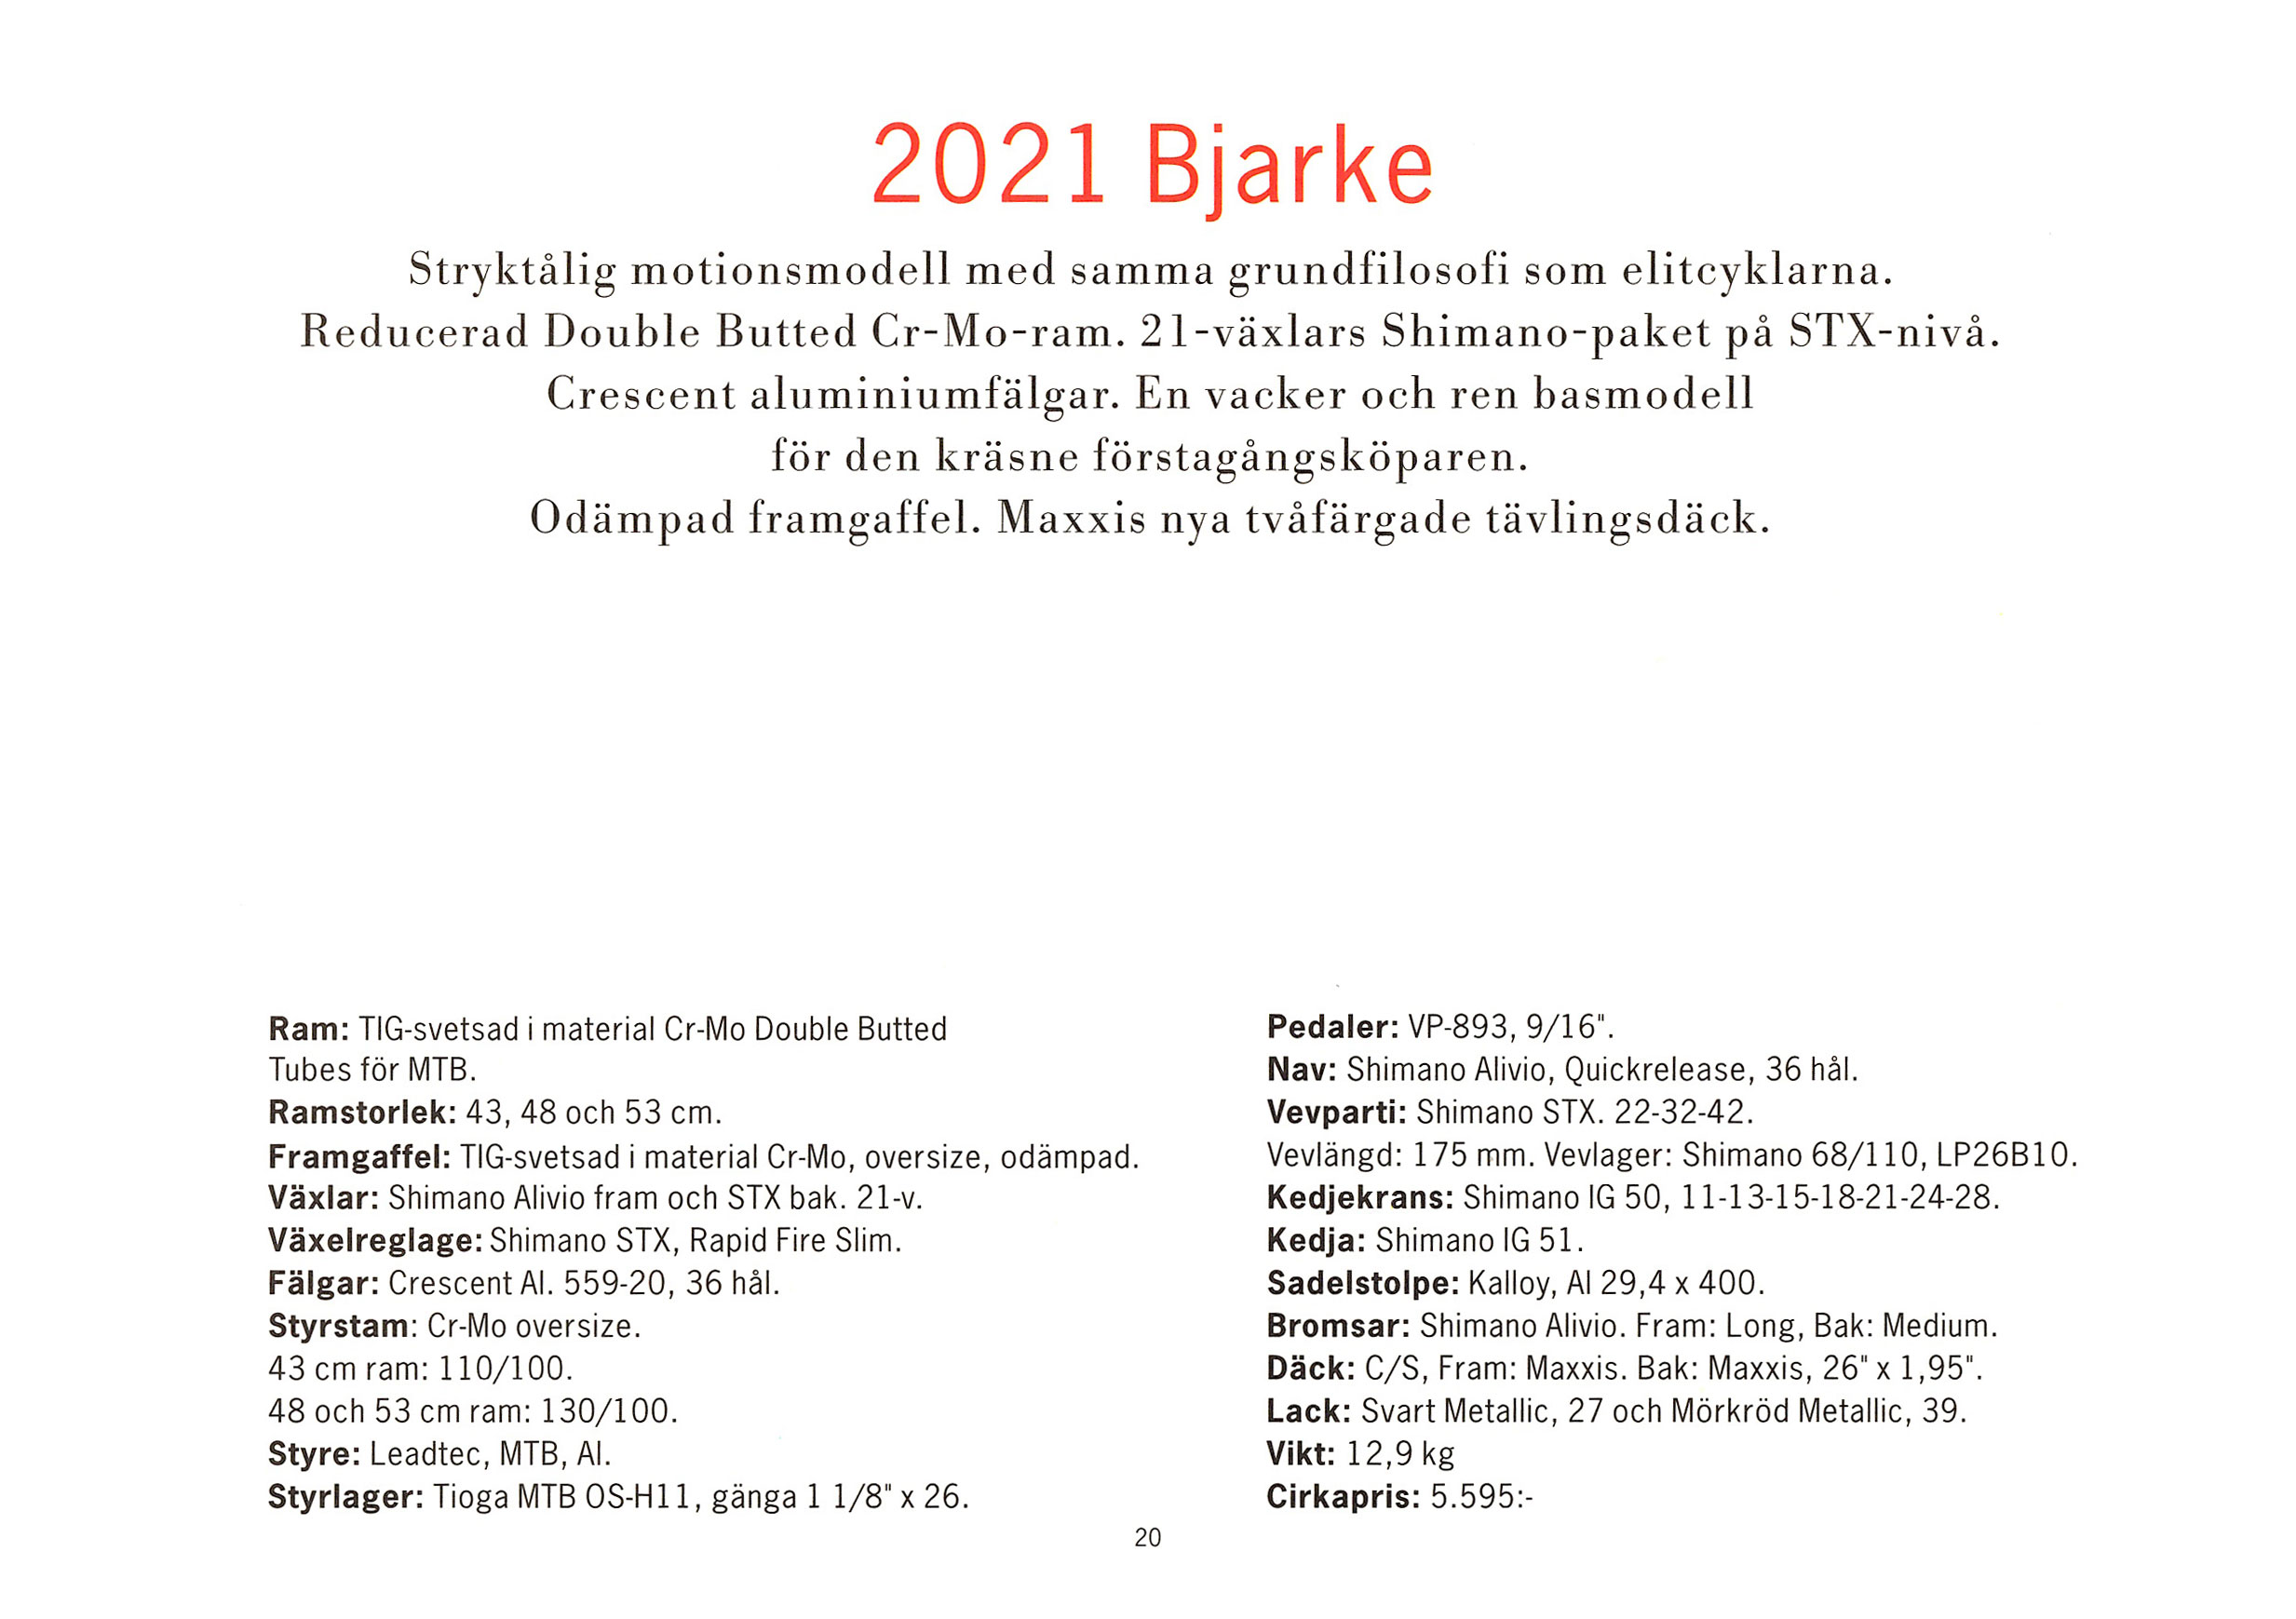 2021 Bjarke
Stryktålig motionsmodell med samma grundfilosofi som elitcyklarna.
Reducerad Double Butted Cr-Mo-ram. 21-växlars Shimano-paket på STX-nivå.
Crescent aluminiumfälgar. En vacker och ren basmodell
för den kräsne förstagångsköparen.
Odämpad framgaffel. Maxxis nya tvåfärgade tävlingsdäck.
Ram: TIG-svetsad i material Cr-Mo Double Butted
Tubes för MTB.
Ramstorlek: 43, 48 och 53 cm.
Framgaffel: TIG-svetsad i material Cr-Mo, oversize, odämpad.
Växlar: Shimano Alivio fram och STX bak. 21-v.
Växelreglage: Shimano STX, Rapid Fire Slim.
Fälgar: Crescent Al. 559-20, 36 hål.
Styrstam: Cr-Mo oversize.
43 cm ram: 110/100.
48 och 53 cm ram: 130/100.
Styre: Leadtec, MTB, Al.
Styrlager: Tioga MTB OS-H11, gänga 1 1/8" x 26.
Pedaler: VP-893, 9/16".
Nav: Shimano Alivio, Quickrelease, 36 hål.
Vevparti: Shimano STX. 22-32-42.
Vevlängd: 175 mm. Vevlager: Shimano 68/110, LP26B10.
Kedjekrans: Shimano IG 50, 11-13-15-18-21-24-28.
Kedja: Shimano IG 51.
Sadelstolpe: Kalloy, Al 29,4 x 400.
Bromsar: Shimano Alivio. Fram: Long, Bak: Medium.
Däck: C/S, Fram: Maxxis. Bak: Maxxis, 26" x 1,95".
Lack: Svart Metallic, 27 och Mörkröd Metallic, 39.
Vikt: 12,9 kg
Cirkapris: 5.595:-
20